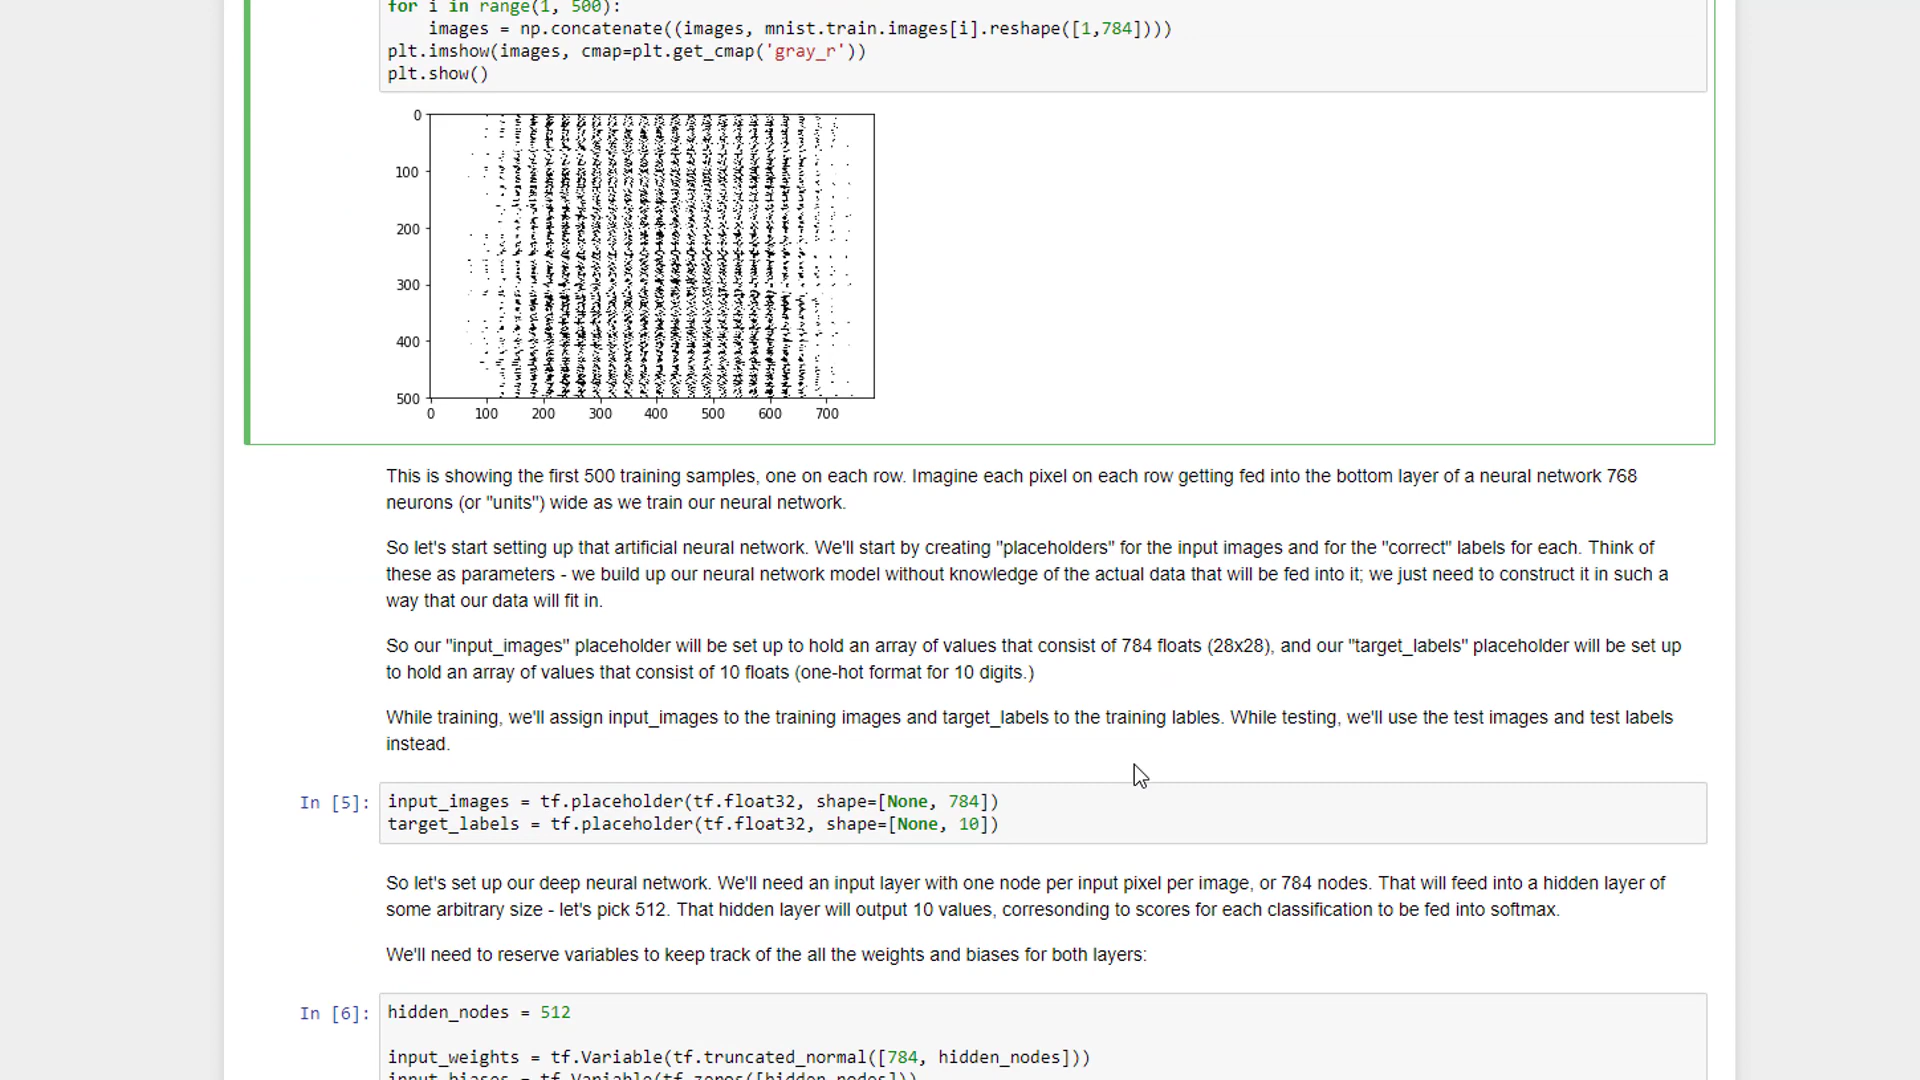 for i in range(1, 500):
images = np.concatenate((images, mnist.train.images[i].reshape([1,784])))
plt.imshow(images, cmap=plt.get_cmap('gray_r'))
plt.show()
0
100
200
300
400
500
0 100 200 300 400 500 600 700
This is showing the first 500 training samples, one on each row. Imagine each pixel on each row getting fed into the bottom layer of a neural network 768
neurons (or "units") wide as we train our neural network.
So let's start setting up that artificial neural network. We'll start by creating "placeholders" for the input images and for the "correct" labels for each. Think of
these as parameters - we build up our neural network model without knowledge of the actual data that will be fed into it; we just need to construct it in such a
way that our data will fit in.
So our "input_images" placeholder will be set up to hold an array of values that consist of 784 floats (28x28), and our "target_labels" placeholder will be set up
to hold an array of values that consist of 10 floats (one-hot format for 10 digits.)
While training, we'll assign input_images to the training images and target_labels to the training lables. While testing, we'll use the test images and test labels
instead.
In [5]: input_images = tf.placeholder(tf.float32, shape=[None, 784])
target_labels = tf.placeholder(tf.float32, shape=[None, 10])
So let's set up our deep neural network. We'll need an input layer with one node per input pixel per image, or 784 nodes. That will feed into a hidden layer of
some arbitrary size - let's pick 512. That hidden layer will output 10 values, corresonding to scores for each classification to be fed into softmax.
We'll need to reserve variables to keep track of the all the weights and biases for both layers:
In [6]: hidden_nodes = 512
input_weights = tf.Variable(tf.truncated_normal([784, hidden_nodes]))
input_biases = tf.Variable(tf.zeros([hidden_nodes]))